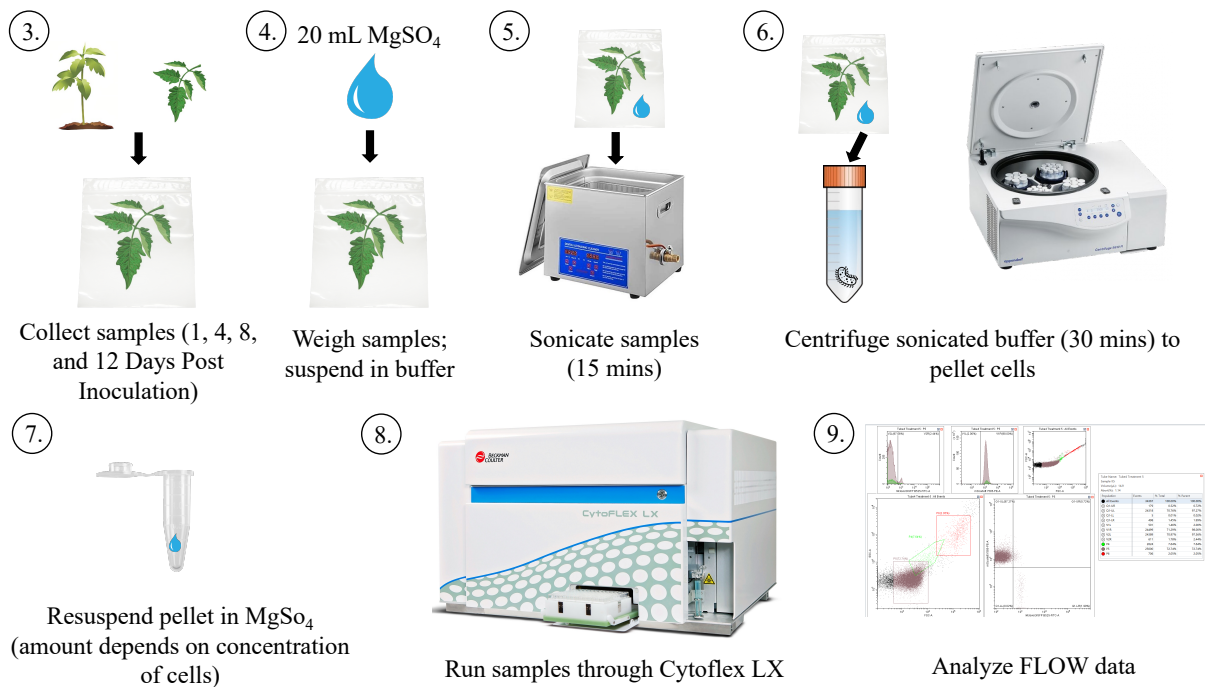 3.
4.
20 mL MgSO₄
5.
6.
Collect samples (1, 4, 8,
and 12 Days Post
Inoculation)
Weigh samples;
suspend in buffer
Sonicate samples
(15 mins)
Centrifuge sonicated buffer (30 mins) to
pellet cells
7.
Resuspend pellet in MgSo₄
(amount depends on concentration
of cells)
8.
BECKMAN
COULTER
CytoFLEX LX
Run samples through Cytoflex LX
9.
Analyze FLOW data